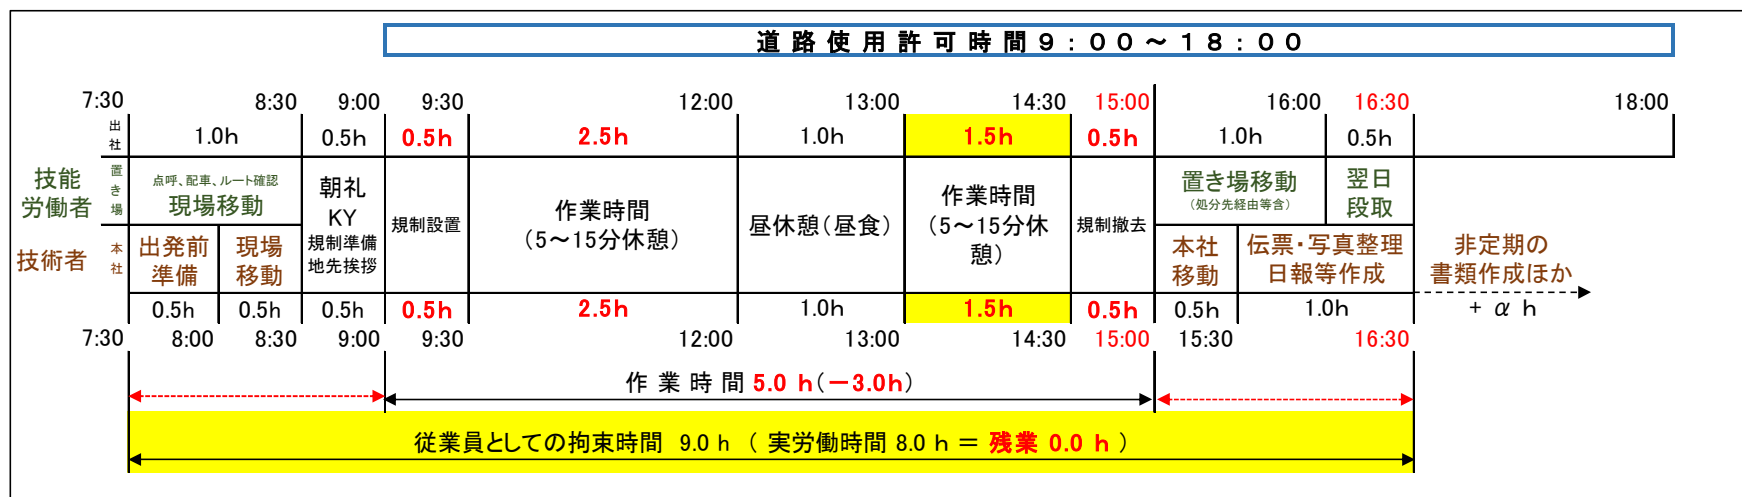 道路使用許可時間9:00～18:00
7:30 8:30 9:00 9:30 12:00 13:00 14:30 15:00 16:00 16:30 18:00
出社 1.0h 0.5h 0.5h 2.5h 1.0h 1.5h 0.5h 1.0h 0.5h
技能
労働者
置き場
点呼、配車、ルート確認
現場移動
朝礼
KY
規制準備
地先挨拶
規制設置
作業時間
（5～15分休憩）
昼休憩（昼食）
作業時間
（5～15分休
憩）
規制撤去
置き場移動
（処分先経由等含）
翌日
段取
技術者
本社
出発前
準備
現場
移動
本社
移動
伝票・写真整理
日報等作成
非定期の
書類作成ほか
0.5h 0.5h 0.5h 0.5h 2.5h 1.0h 1.5h 0.5h 0.5h 1.0h + α h
7:30 8:00 8:30 9:00 9:30 12:00 13:00 14:30 15:00 15:30 16:30
作業時間 5.0 h（－3.0h）
従業員としての拘束時間 9.0 h （ 実労働時間 8.0 h ＝ 残業 0.0 h ）